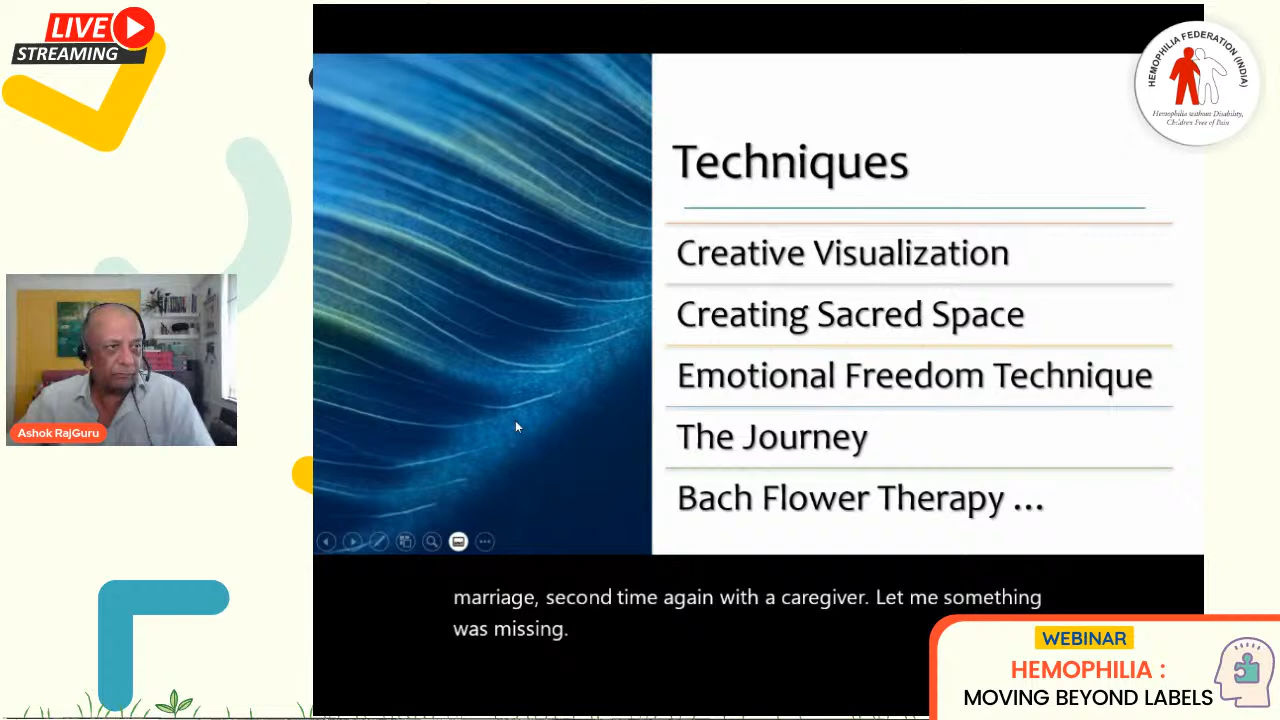 LIVE
STREAMING
HEMOPHILIA FEDERATION (INDIA)
Hemophilia without Disability,
Children Free of Pain
Techniques
Creative Visualization
Creating Sacred Space
Emotional Freedom Technique
The Journey
Bach Flower Therapy ...
Ashok RajGuru
marriage, second time again with a caregiver. Let me something
was missing.
WEBINAR
HEMOPHILIA :
MOVING BEYOND LABELS